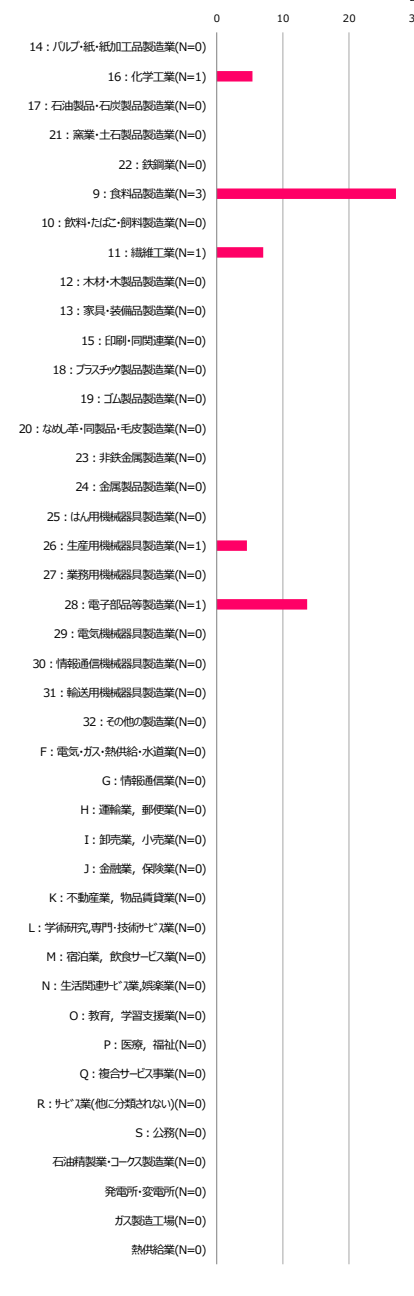 0 10 20 3
14：パルプ・紙・紙加工品製造業(N=0)
16：化学工業(N=1)
17：石油製品・石炭製品製造業(N=0)
21：窯業・土石製品製造業(N=0)
22：鉄鋼業(N=0)
9：食料品製造業(N=3)
10：飲料・たばこ・飼料製造業(N=0)
11：繊維工業(N=1)
12：木材・木製品製造業(N=0)
13：家具・装備品製造業(N=0)
15：印刷・同関連業(N=0)
18：プラスチック製品製造業(N=0)
19：ゴム製品製造業(N=0)
20：なめし革・同製品・毛皮製造業(N=0)
23：非鉄金属製造業(N=0)
24：金属製品製造業(N=0)
25：はん用機械器具製造業(N=0)
26：生産用機械器具製造業(N=1)
27：業務用機械器具製造業(N=0)
28：電子部品等製造業(N=1)
29：電気機械器具製造業(N=0)
30：情報通信機械器具製造業(N=0)
31：輸送用機械器具製造業(N=0)
32：その他の製造業(N=0)
F：電気・ガス・熱供給・水道業(N=0)
G：情報通信業(N=0)
H：運輸業，郵便業(N=0)
I：卸売業，小売業(N=0)
J：金融業，保険業(N=0)
K：不動産業，物品賃貸業(N=0)
L：学術研究,専門・技術ｻｰﾋﾞｽ業(N=0)
M：宿泊業，飲食サービス業(N=0)
N：生活関連ｻｰﾋﾞｽ業,娯楽業(N=0)
O：教育，学習支援業(N=0)
P：医療，福祉(N=0)
Q：複合サービス事業(N=0)
R：ｻｰﾋﾞｽ業(他に分類されない)(N=0)
S：公務(N=0)
石油精製業・コークス製造業(N=0)
発電所・変電所(N=0)
ガス製造工場(N=0)
熱供給業(N=0)